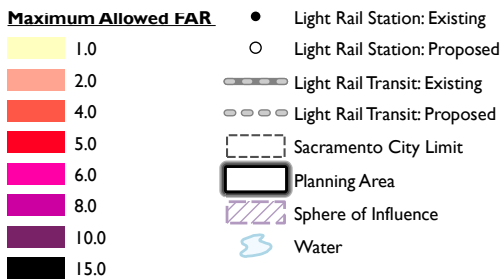 Maximum Allowed FAR
1.0
2.0
4.0
5.0
6.0
8.0
10.0
15.0
Light Rail Station: Existing
Light Rail Station: Proposed
Light Rail Transit: Existing
Light Rail Transit: Proposed
Sacramento City Limit
Planning Area
Sphere of Influence
Water